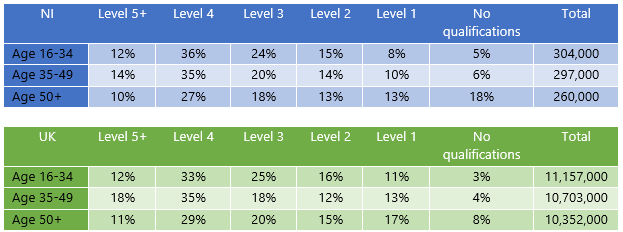 NI Level 5+ Level 4 Level 3 Level 2 Level 1 No qualifications Total
Age 16-34 12% 36% 24% 15% 8% 5% 304,000
Age 35-49 14% 35% 20% 14% 10% 6% 297,000
Age 50+ 10% 27% 18% 13% 13% 18% 260,000
UK Level 5+ Level 4 Level 3 Level 2 Level 1 No qualifications Total
Age 16-34 12% 33% 25% 16% 11% 3% 11,157,000
Age 35-49 18% 35% 18% 12% 13% 4% 10,703,000
Age 50+ 11% 29% 20% 15% 17% 8% 10,352,000